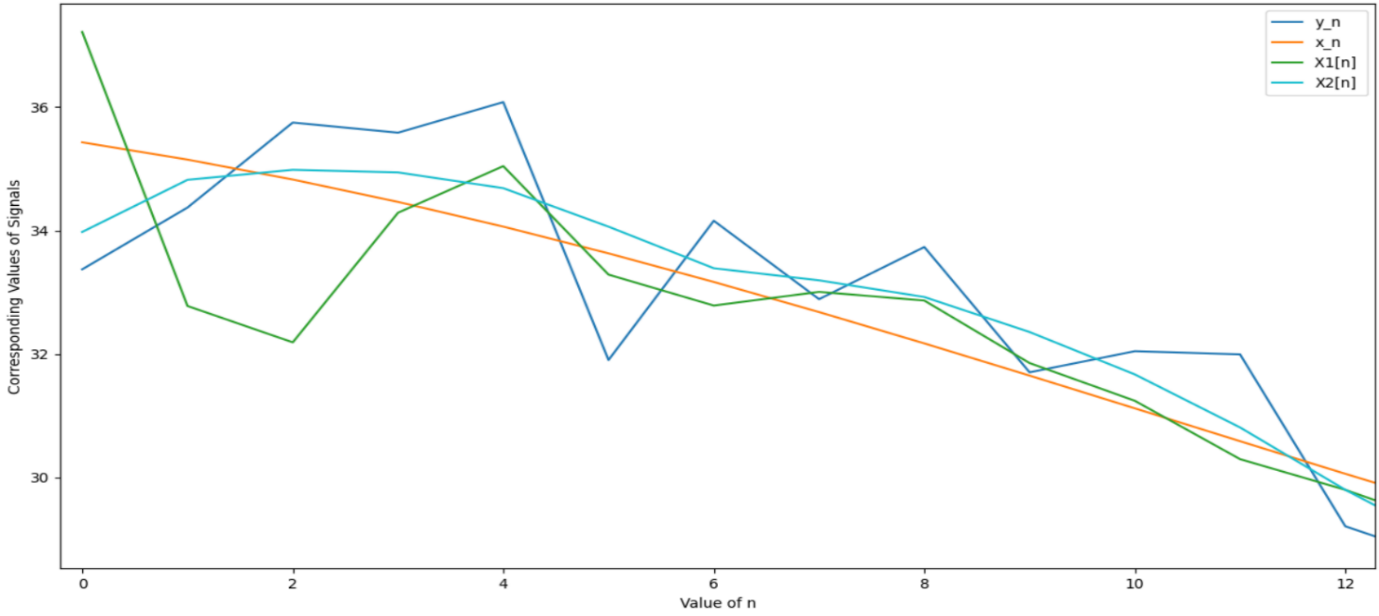 y_n
x_n
X1[n]
X2[n]
Corresponding Values of Signals
36
34
32
30
0 2 4 6 8 10 12
Value of n